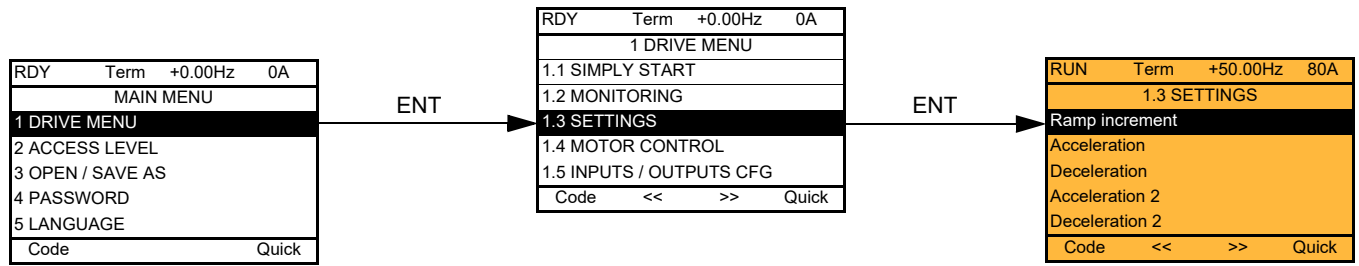 RDY Term +0.00Hz 0A
MAIN MENU
1 DRIVE MENU
2 ACCESS LEVEL
3 OPEN / SAVE AS
4 PASSWORD
5 LANGUAGE
Code Quick
ENT
RDY Term +0.00Hz 0A
1 DRIVE MENU
1.1 SIMPLY START
1.2 MONITORING
1.3 SETTINGS
1.4 MOTOR CONTROL
1.5 INPUTS / OUTPUTS CFG
Code << >> Quick
ENT
RUN Term +50.00Hz 80A
1.3 SETTINGS
Ramp increment
Acceleration
Deceleration
Acceleration 2
Deceleration 2
Code << >> Quick